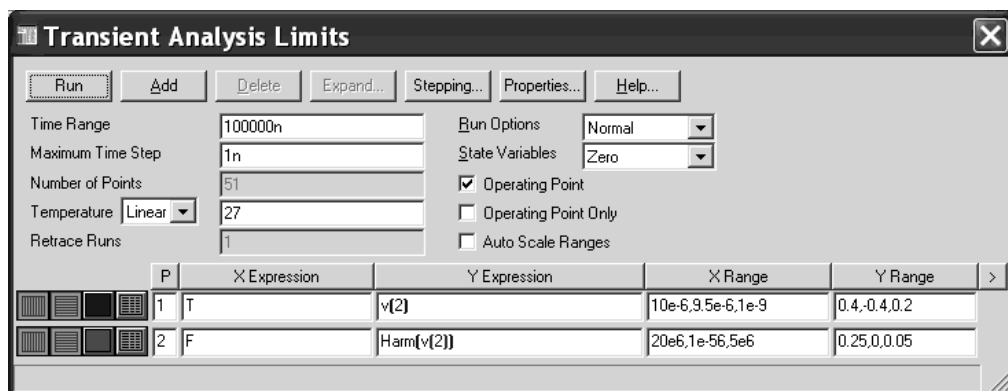 Transient Analysis Limits
Run Add Delete Expand... Stepping... Properties... Help...
Time Range 100000n Run Options Normal
Maximum Time Step 1n State Variables Zero
Number of Points 51 Operating Point
Temperature Linear 27 Operating Point Only
Retrace Runs 1 Auto Scale Ranges
P X Expression Y Expression X Range Y Range >
1 T v(2) 10e-6,9.5e-6,1e-9 0.4,-0.4,0.2
2 F Harm(v(2)) 20e6,1e-56,5e6 0.25,0,0.05